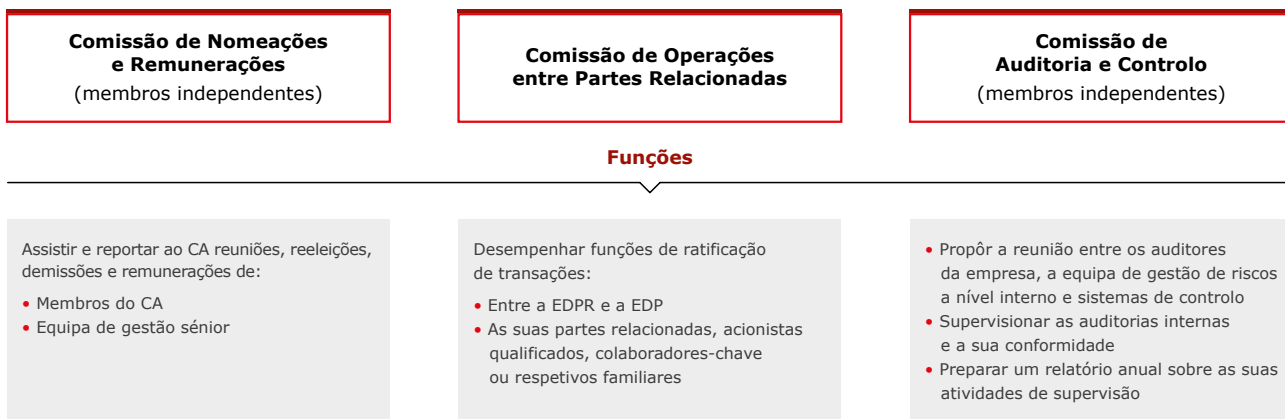 Comissão de Nomeações
e Remunerações
(membros independentes)
Comissão de Operações
entre Partes Relacionadas
Comissão de
Auditoria e Controlo
(membros independentes)
Funções
Assistir e reportar ao CA reuniões, reeleições,
demissões e remunerações de:
• Membros do CA
• Equipa de gestão sénior
Desempenhar funções de ratificação
de transações:
• Entre a EDPR e a EDP
• As suas partes relacionadas, acionistas
qualificados, colaboradores-chave
ou respetivos familiares
• Propôr a reunião entre os auditores
da empresa, a equipa de gestão de riscos
a nível interno e sistemas de controlo
• Supervisionar as auditorias internas
e a sua conformidade
• Preparar um relatório anual sobre as suas
atividades de supervisão